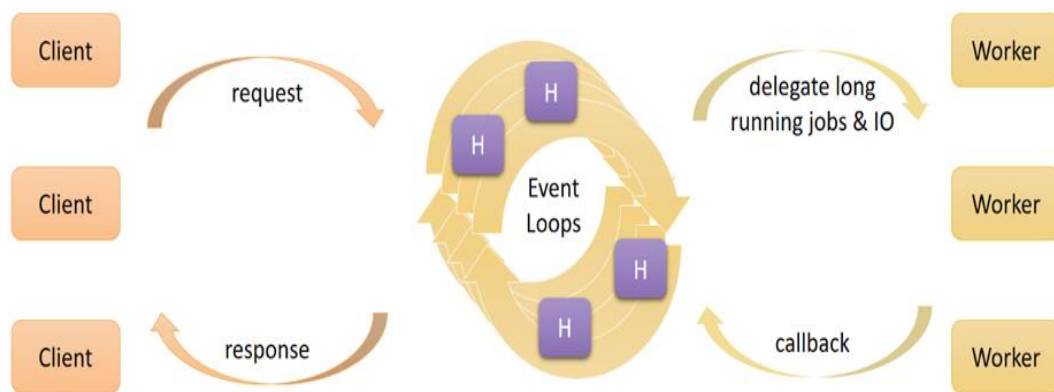 Client
Client
Client
request
response
H
H
H
H
Event
Loops
delegate long
running jobs & IO
callback
Worker
Worker
Worker